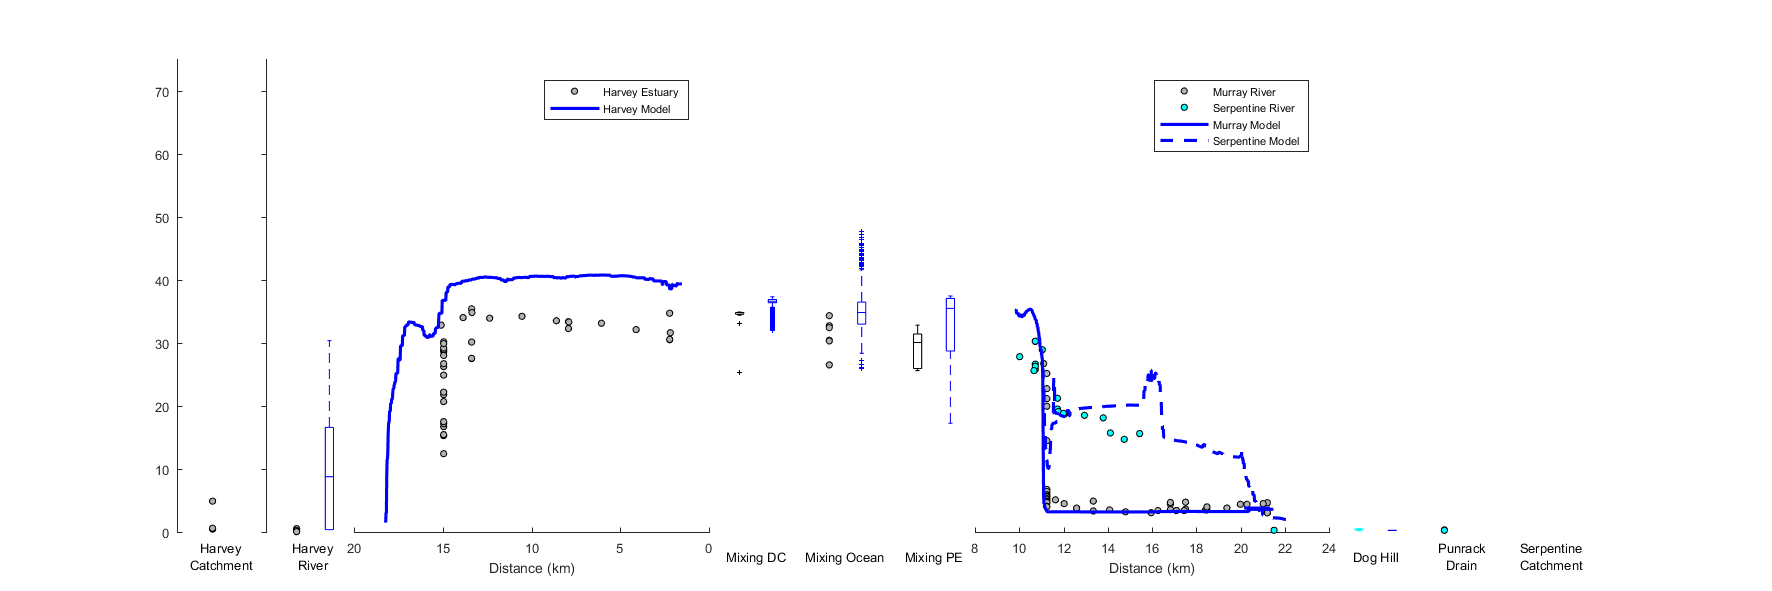 Harvey Estuary
Harvey Model
Murray River
Serpentine River
Murray Model
Serpentine Model
70
60
50
40
30
20
10
0
20 15 10 5 0
8 10 12 14 16 18 20 22 24
Harvey
Catchment
Harvey
River
Distance (km)
Mixing DC
Mixing Ocean
Mixing PE
Distance (km)
Dog Hill
Punrack
Drain
Serpentine
Catchment